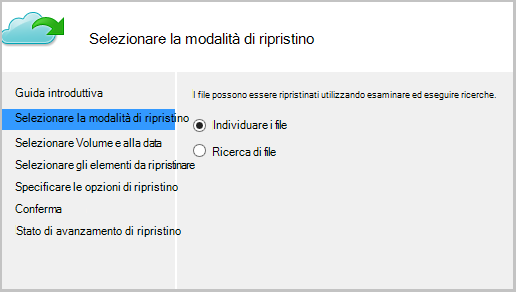 Selezionare la modalità di ripristino
Guida introduttiva
Selezionare la modalità di ripristino
Selezionare Volume e alla data
Selezionare gli elementi da ripristinare
Specificare le opzioni di ripristino
Conferma
Stato di avanzamento di ripristino
I file possono essere ripristinati utilizzando esaminare ed eseguire ricerche.
Individuare i file
Ricerca di file